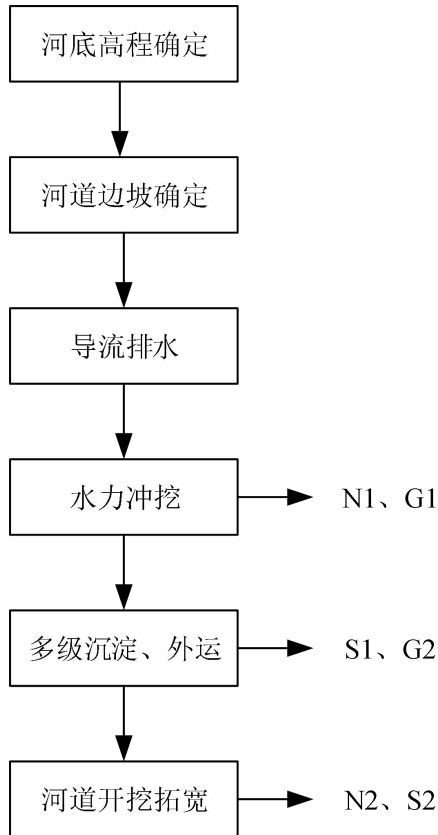 河底高程确定
河道边坡确定
导流排水
水力冲挖
N1、G1
多级沉淀、外运
S1、G2
河道开挖拓宽
N2、S2